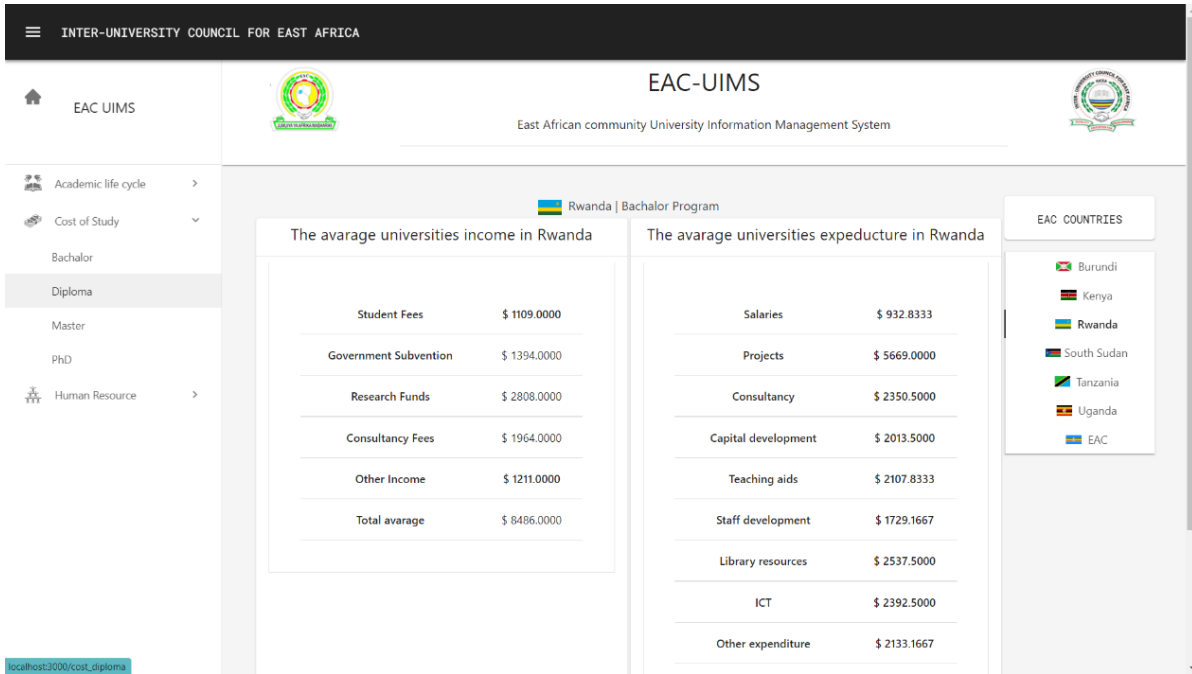 INTER-UNIVERSITY COUNCIL FOR EAST AFRICA
EAC UIMS
EAC-UIMS
East African community University Information Management System
Academic life cycle
Cost of Study
Bachalor
Diploma
Master
PhD
Human Resource
Rwanda | Bachalor Program
The avarage universities income in Rwanda
Student Fees $ 1109.0000
Government Subvention $ 1394.0000
Research Funds $ 2808.0000
Consultancy Fees $ 1964.0000
Other Income $ 1211.0000
Total avarage $ 8486.0000
The avarage universities expeducture in Rwanda
Salaries $ 932.8333
Projects $ 5669.0000
Consultancy $ 2350.5000
Capital development $ 2013.5000
Teaching aids $ 2107.8333
Staff development $ 1729.1667
Library resources $ 2537.5000
ICT $ 2392.5000
Other expenditure $ 2133.1667
EAC COUNTRIES
Burundi
Kenya
Rwanda
South Sudan
Tanzania
Uganda
EAC
localhost:3000/cost_diploma